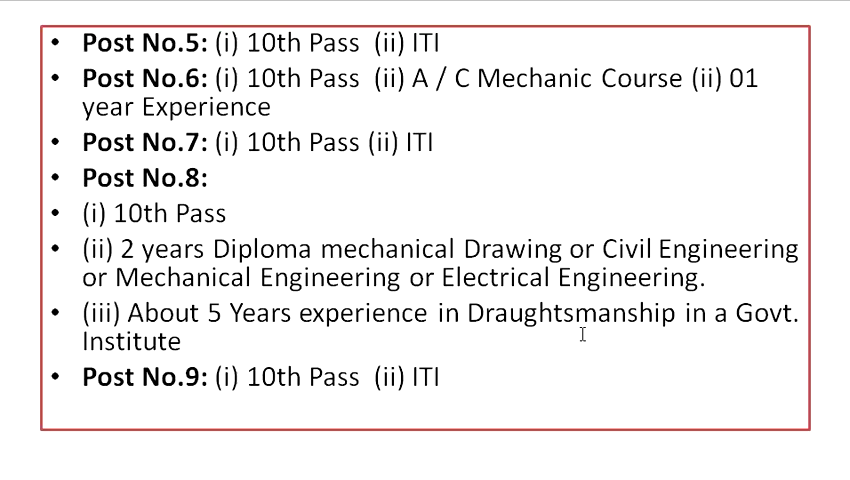 • Post No.5: (i) 10th Pass (ii) ITI
• Post No.6: (i) 10th Pass (ii) A / C Mechanic Course (ii) 01
year Experience
• Post No.7: (i) 10th Pass (ii) ITI
• Post No.8:
• (i) 10th Pass
• (ii) 2 years Diploma mechanical Drawing or Civil Engineering
or Mechanical Engineering or Electrical Engineering.
• (iii) About 5 Years experience in Draughtsmanship in a Govt.
Institute
• Post No.9: (i) 10th Pass (ii) ITI